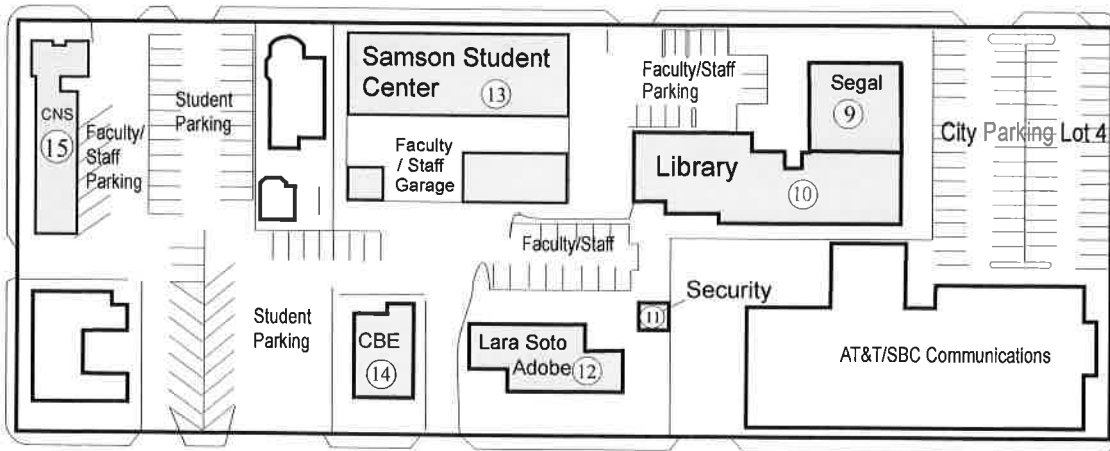 CNS
15
Faculty/
Staff
Parking
Student
Parking
Samson Student
Center
13
Faculty
/ Staff
Garage
Faculty/Staff
Parking
Segal
9
Library
10
City Parking Lot 4
Faculty/Staff
Student
Parking
CBE
14
Lara Soto
Adobe 12
11
Security
AT&T/SBC Communications